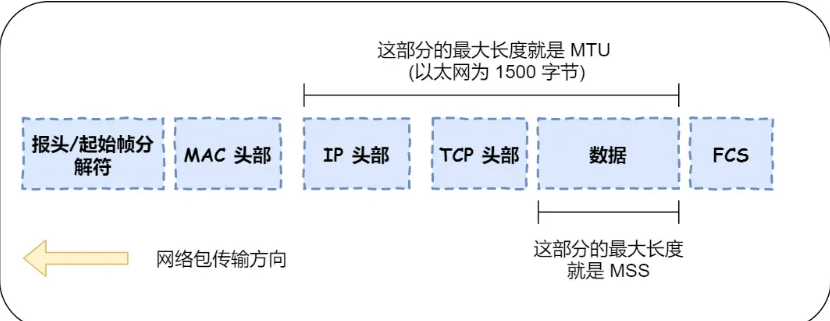 这部分的最大长度就是 MTU
(以太网为 1500 字节)
报头/起始帧分
解符
MAC 头部
IP 头部
TCP 头部
数据
FCS
网络包传输方向
这部分的最大长度
就是 MSS